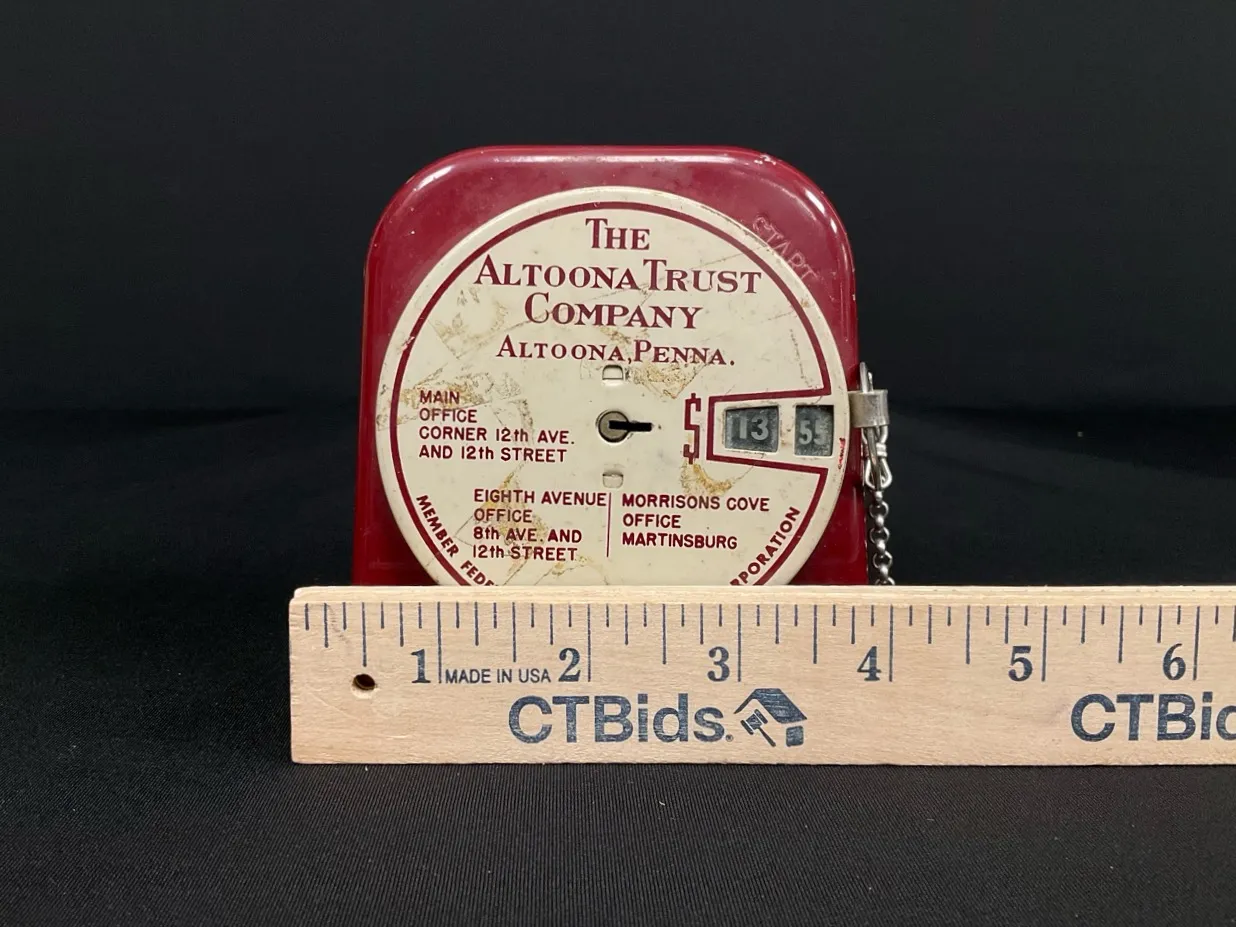 START
THE
ALTOONA TRUST
COMPANY
ALTOONA, PENNA.
MAIN
OFFICE
CORNER 12th AVE.
AND 12th STREET
$ 13 55
EIGHTH AVENUE
OFFICE
8th AVE. AND
12th STREET
MORRISONS COVE
OFFICE
MARTINSBURG
MEMBER FEDE
RPORATION
1 MADE IN USA 2 3 4 5 6
CTBids. CTBid